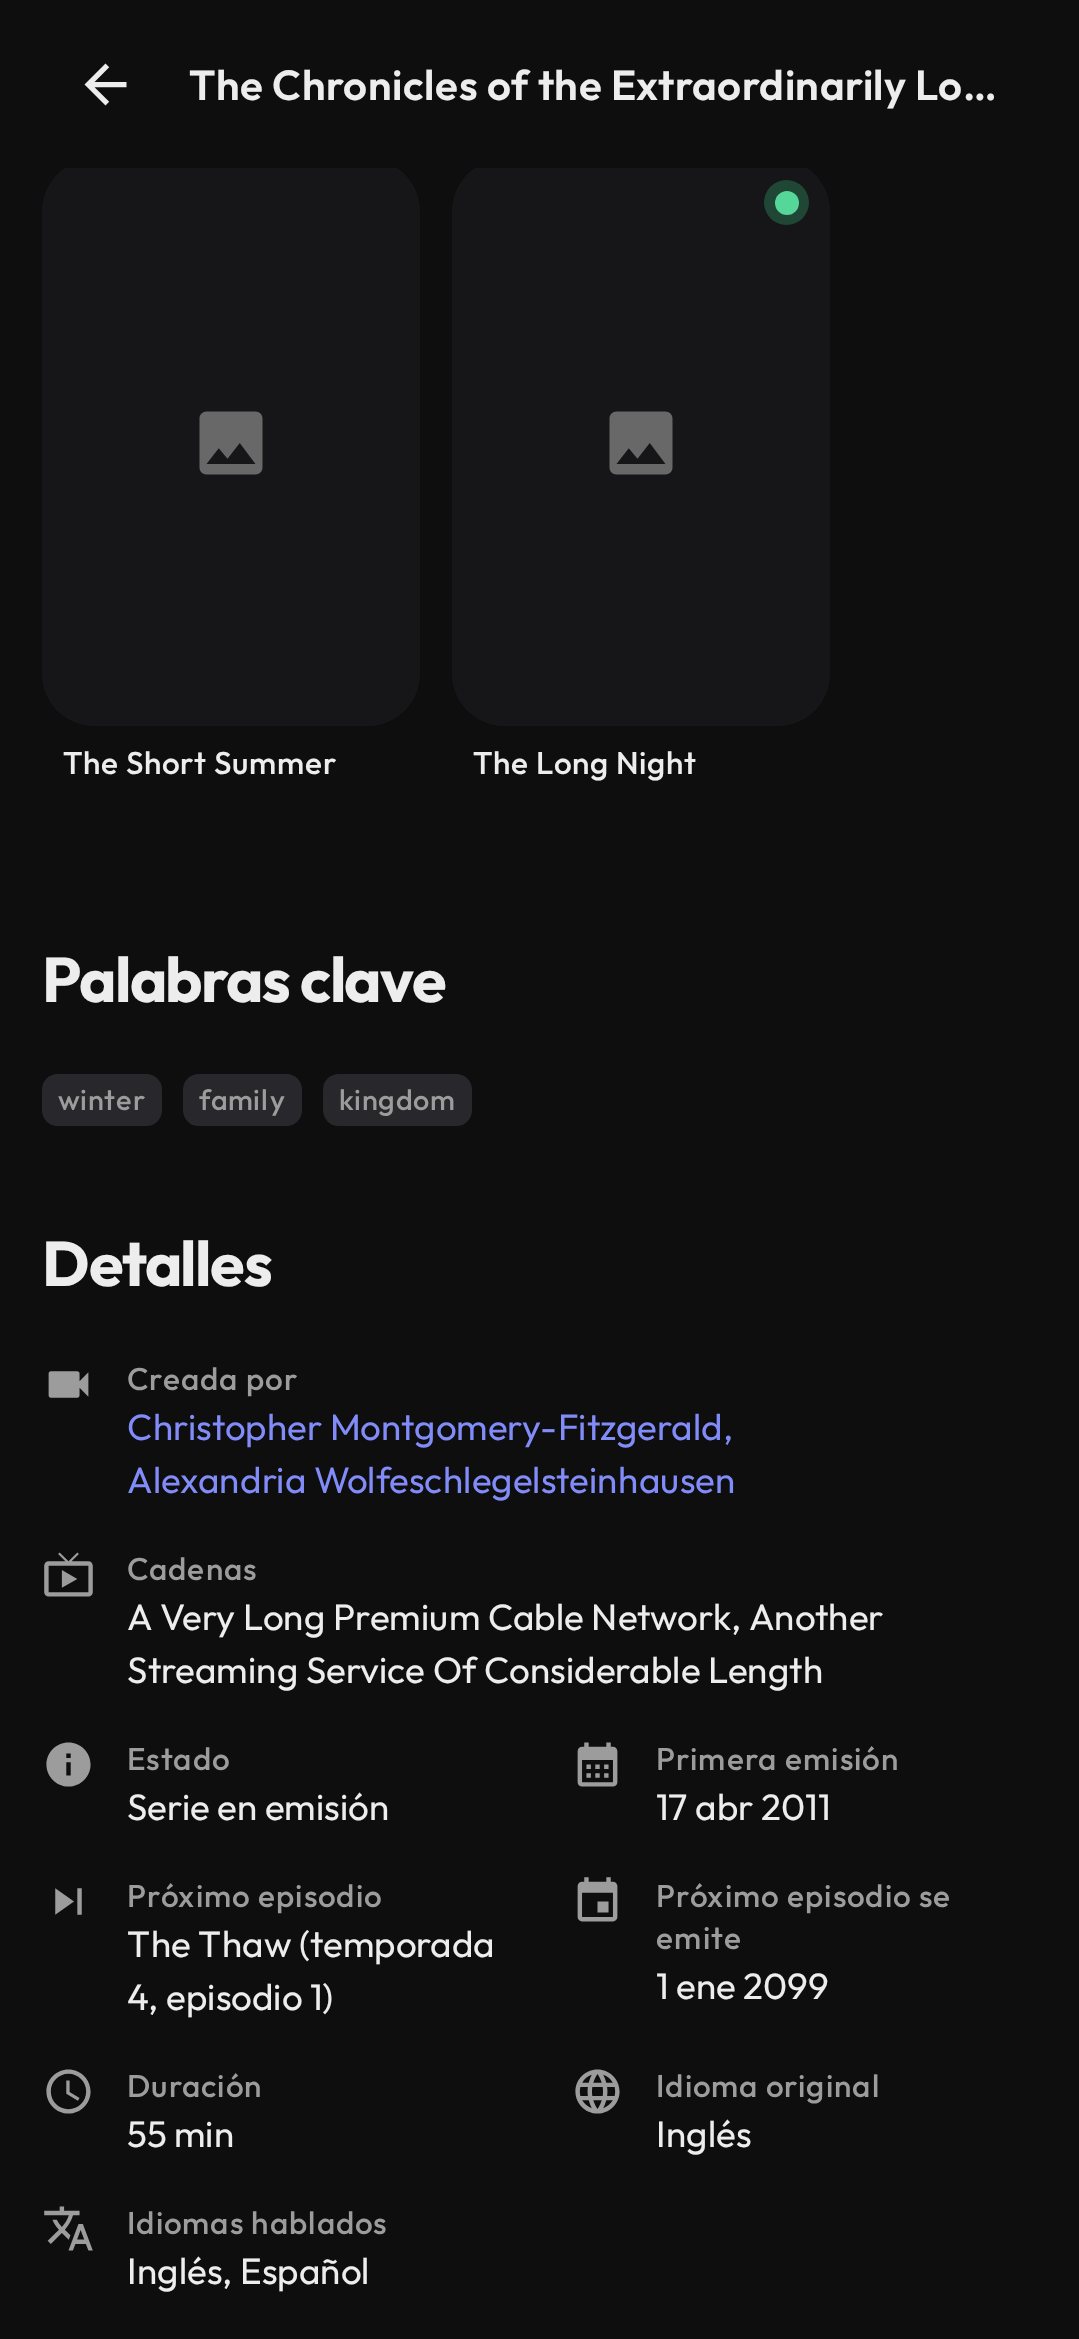 The Chronicles of the Extraordinarily Lo...
The Short Summer
The Long Night
Palabras clave
winter
family
kingdom
Detalles
Creada por
Christopher Montgomery-Fitzgerald,
Alexandria Wolfeschlegelsteinhausen
Cadenas
A Very Long Premium Cable Network, Another
Streaming Service Of Considerable Length
Estado
Serie en emisión
Primera emisión
17 abr 2011
Próximo episodio
The Thaw (temporada
4, episodio 1)
Próximo episodio se
emite
1 ene 2099
Duración
55 min
Idioma original
Inglés
Idiomas hablados
Inglés, Español